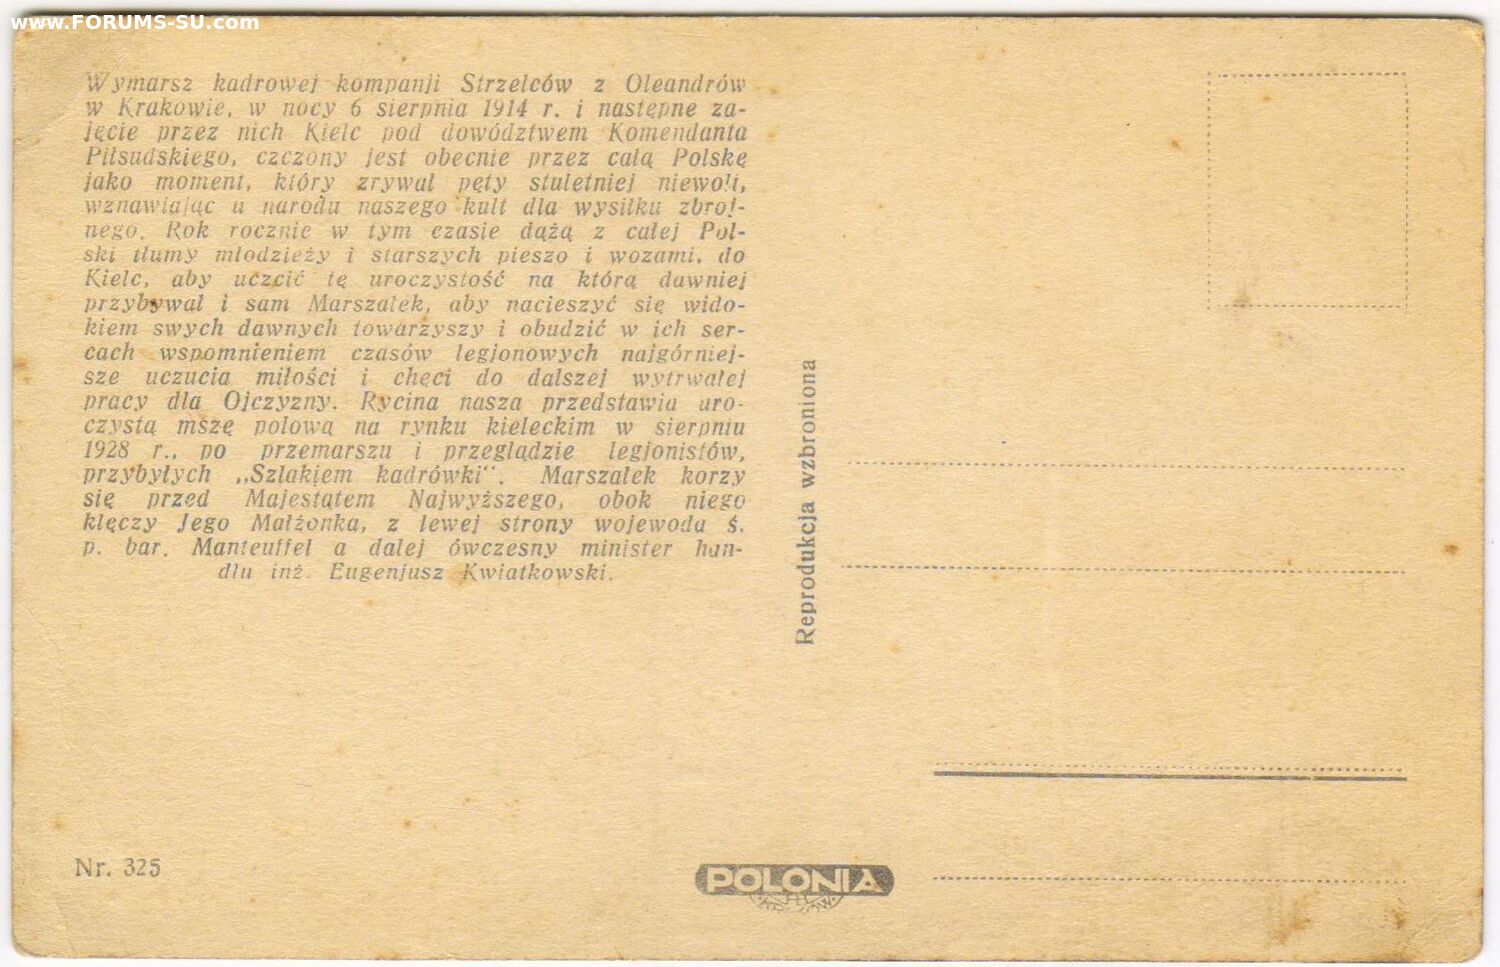 www.FORUMS-SU.com
Wymarsz kadrowej kompanji Strzelców z Oleandrów
w Krakowie, w nocy 6 sierpnia 1914 r. i następne za-
jęcie przez nich Kielc pod dowództwem Komendanta
Piłsudskiego, czczony jest obecnie przez całą Polskę
jako moment, który zrywał pęty stuletniej niewoli,
wznawiając u narodu naszego kult dla wysiłku zbroj-
nego. Rok rocznie w tym czasie dążą z całej Pol-
ski tłumy młodzieży i starszych pieszo i wozami, do
Kielc, aby uczcić tę uroczystość na którą dawniej
przybywał i sam Marszałek, aby nacieszyć się wido-
kiem swych dawnych towarzyszy i obudzić w ich ser-
cach wspomnieniem czasów legjonowych najgórniej-
sze uczucia miłości i chęci do dalszej wytrwałej
pracy dla Ojczyzny. Rycina nasza przedstawia uro-
czystą mszę polową na rynku kieleckim w sierpniu
1928 r., po przemarszu i przeglądzie legjonistów,
przybyłych „Szlakiem kadrówki“. Marszałek korzy
się przed Majestatem Najwyższego, obok niego
klęczy Jego Małżonka, z lewej strony wojewoda ś.
p. bar. Manteuffel a dalej ówczesny minister han-
dlu inż. Eugenjusz Kwiatkowski.
Reprodukcja wzbroniona
Nr. 325
POLONIA
KRAKÓW